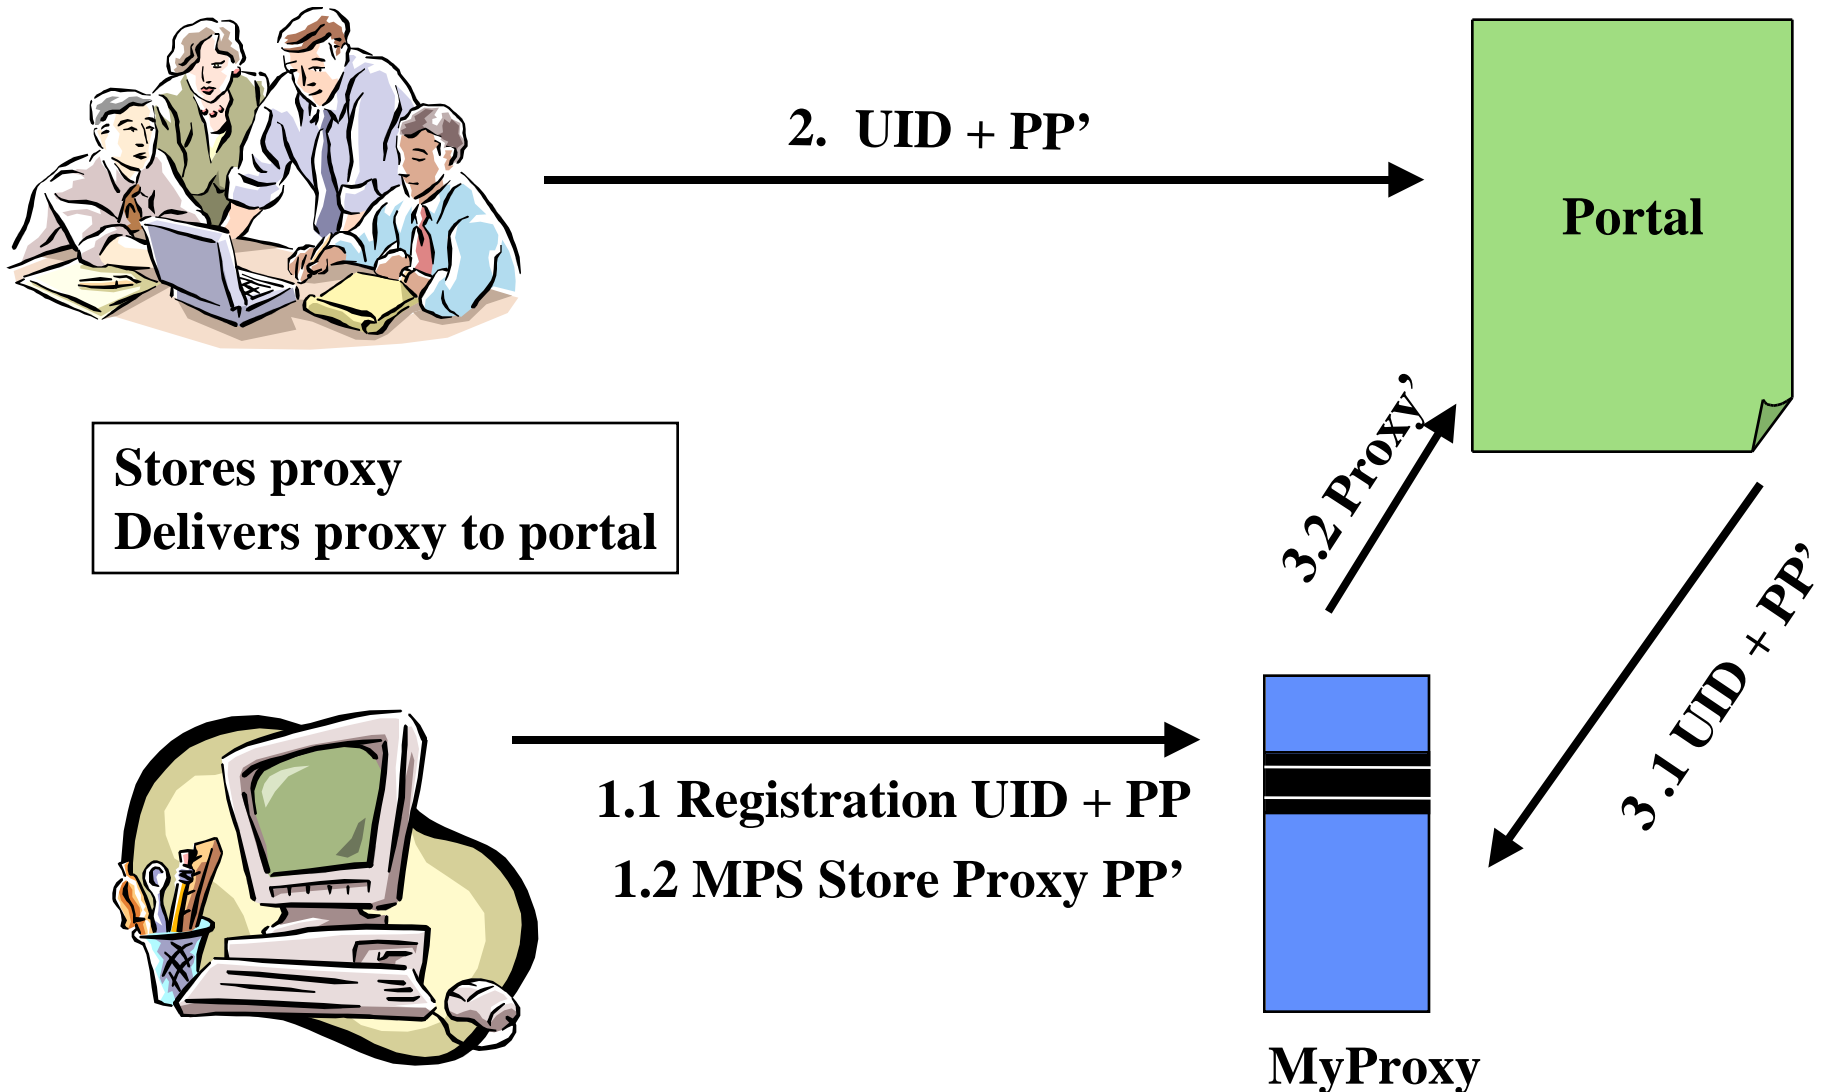 2. UID + PP’
Portal
Stores proxy
Delivers proxy to portal
3.2 Proxy’
3 .1 UID + PP’
1.1 Registration UID + PP
1.2 MPS Store Proxy PP’
MyProxy